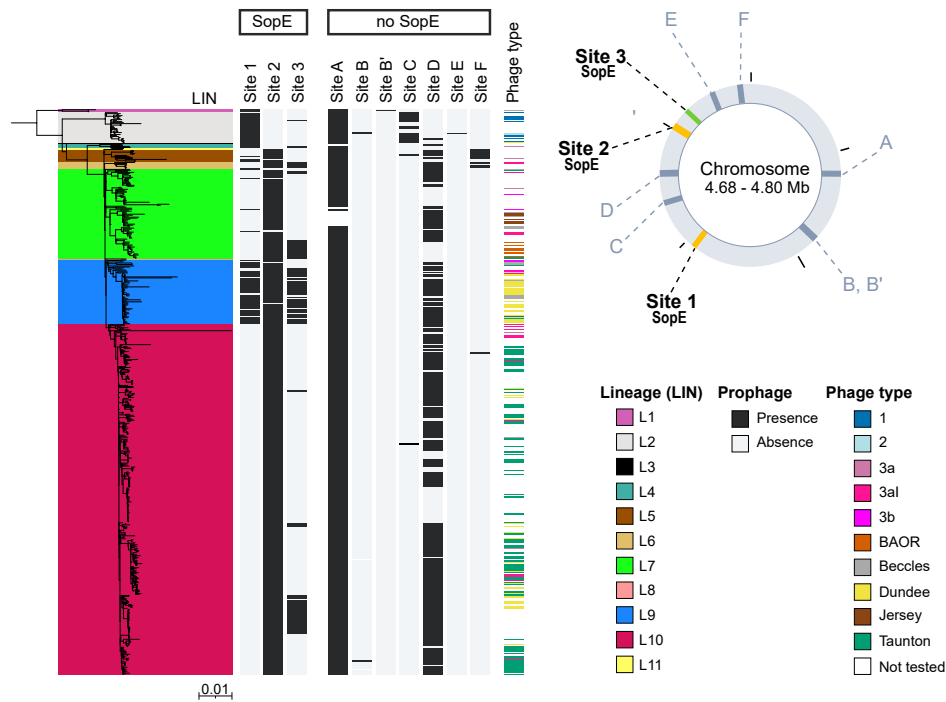 SopE
no SopE
LIN
Site 1
Site 2
Site 3
Site A
Site B
Site B'
Site C
Site D
Site E
Site F
Phage type
0.01
E
F
Site 3
SopE
'
Site 2
SopE
A
Chromosome
4.68 - 4.80 Mb
D
C
B, B'
Site 1
SopE
Lineage (LIN)
L1
L2
L3
L4
L5
L6
L7
L8
L9
L10
L11
Prophage
Presence
Absence
Phage type
1
2
3a
3aI
3b
BAOR
Beccles
Dundee
Jersey
Taunton
Not tested